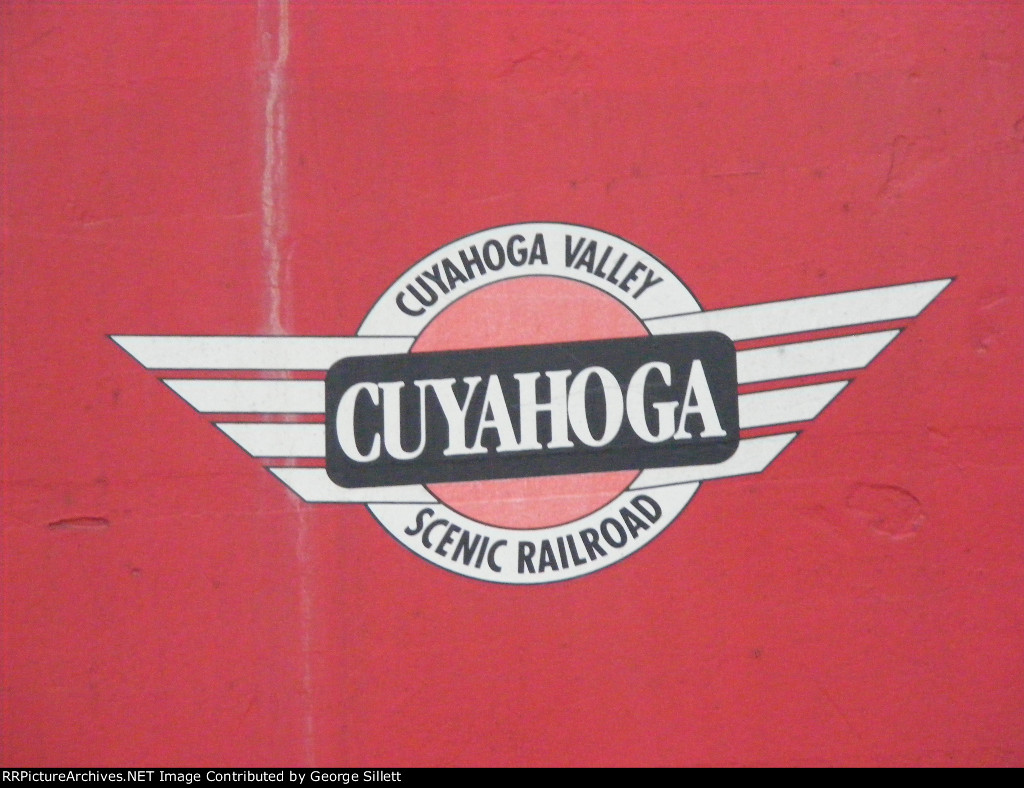 CUYAHOGA VALLEY
CUYAHOGA
SCENIC RAILROAD
RRPictureArchives.NET Image Contributed by George Sillett